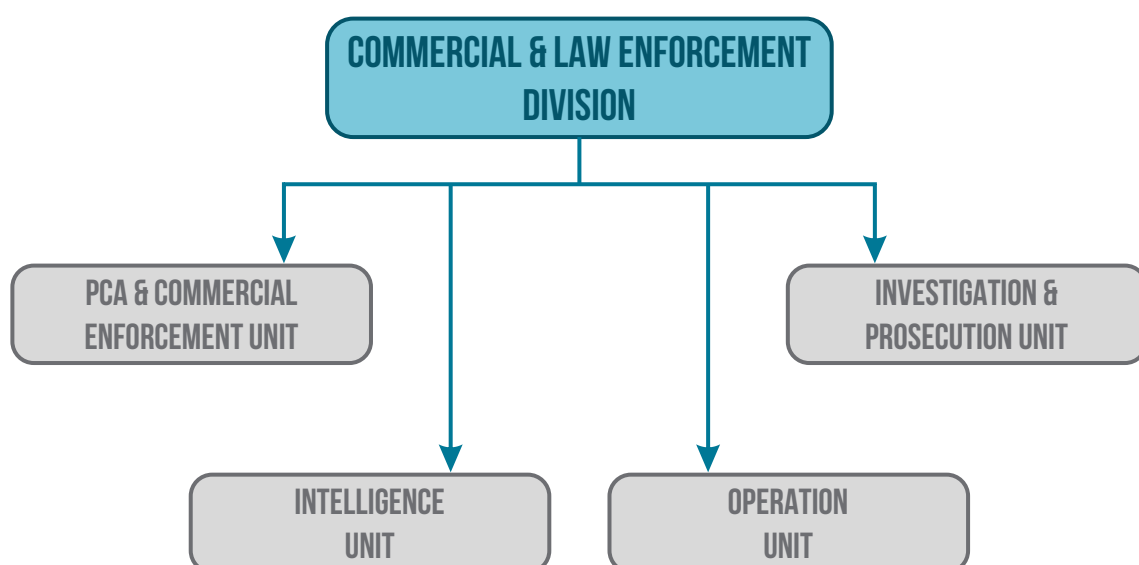 COMMERCIAL & LAW ENFORCEMENT
DIVISION
PCA & COMMERCIAL
ENFORCEMENT UNIT
INVESTIGATION &
PROSECUTION UNIT
INTELLIGENCE
UNIT
OPERATION
UNIT